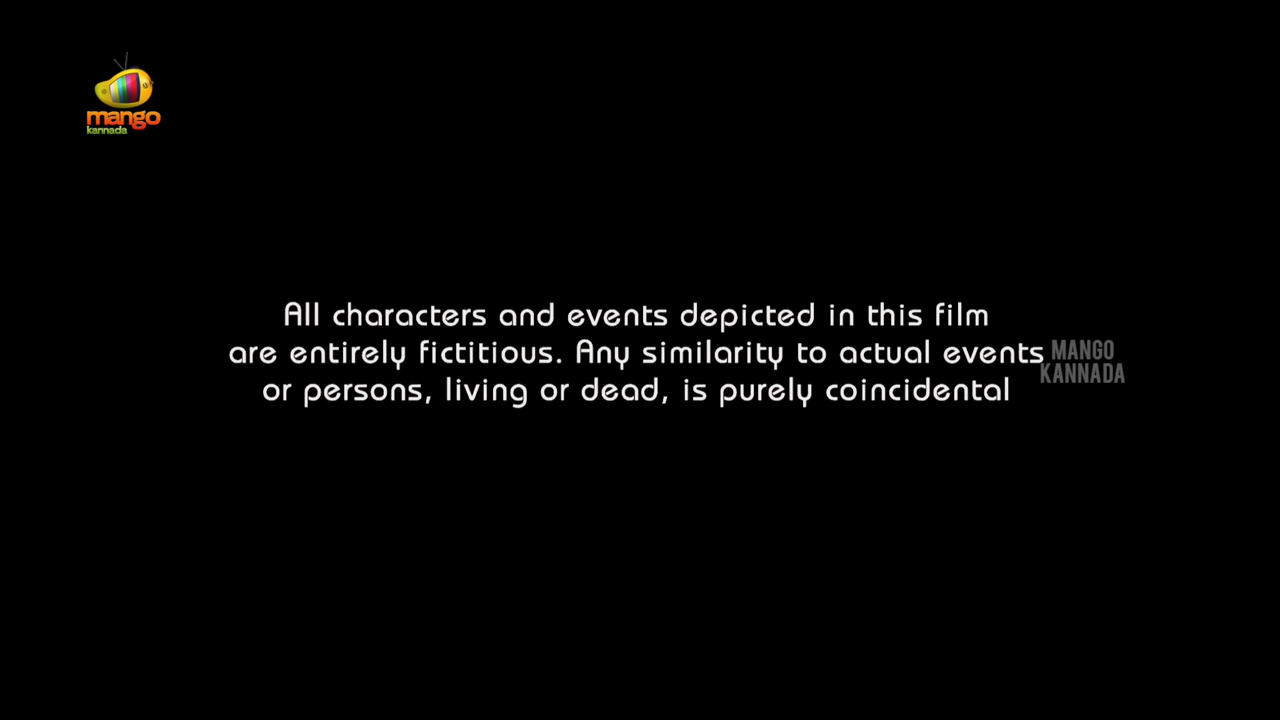 mango
kannada
All characters and events depicted in this film
are entirely fictitious. Any similarity to actual events
or persons, living or dead, is purely coincidental
MANGO
KANNADA